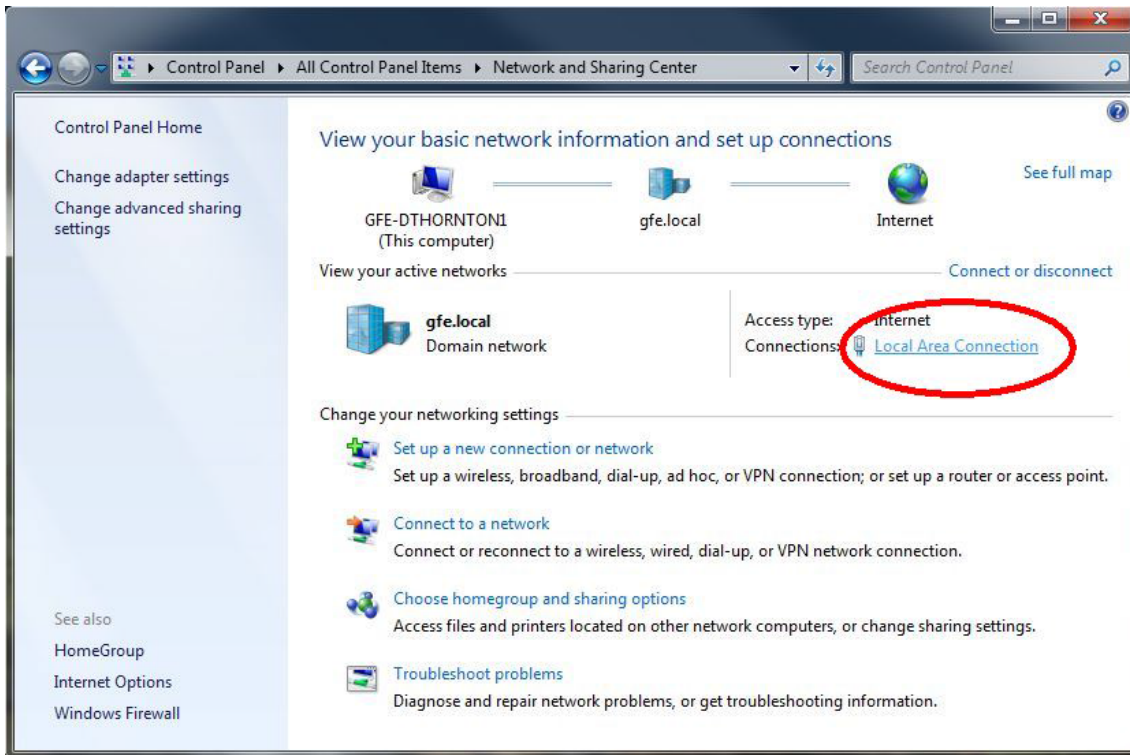 Control Panel ▸ All Control Panel Items ▸ Network and Sharing Center
Search Control Panel
Control Panel Home
Change adapter settings
Change advanced sharing
settings
See also
HomeGroup
Internet Options
Windows Firewall
View your basic network information and set up connections
See full map
GFE-DTHORNTON1
(This computer)
gfe.local
Internet
View your active networks
Connect or disconnect
gfe.local
Domain network
Access type: Internet
Connections: Local Area Connection
Change your networking settings
Set up a new connection or network
Set up a wireless, broadband, dial-up, ad hoc, or VPN connection; or set up a router or access point.
Connect to a network
Connect or reconnect to a wireless, wired, dial-up, or VPN network connection.
Choose homegroup and sharing options
Access files and printers located on other network computers, or change sharing settings.
Troubleshoot problems
Diagnose and repair network problems, or get troubleshooting information.